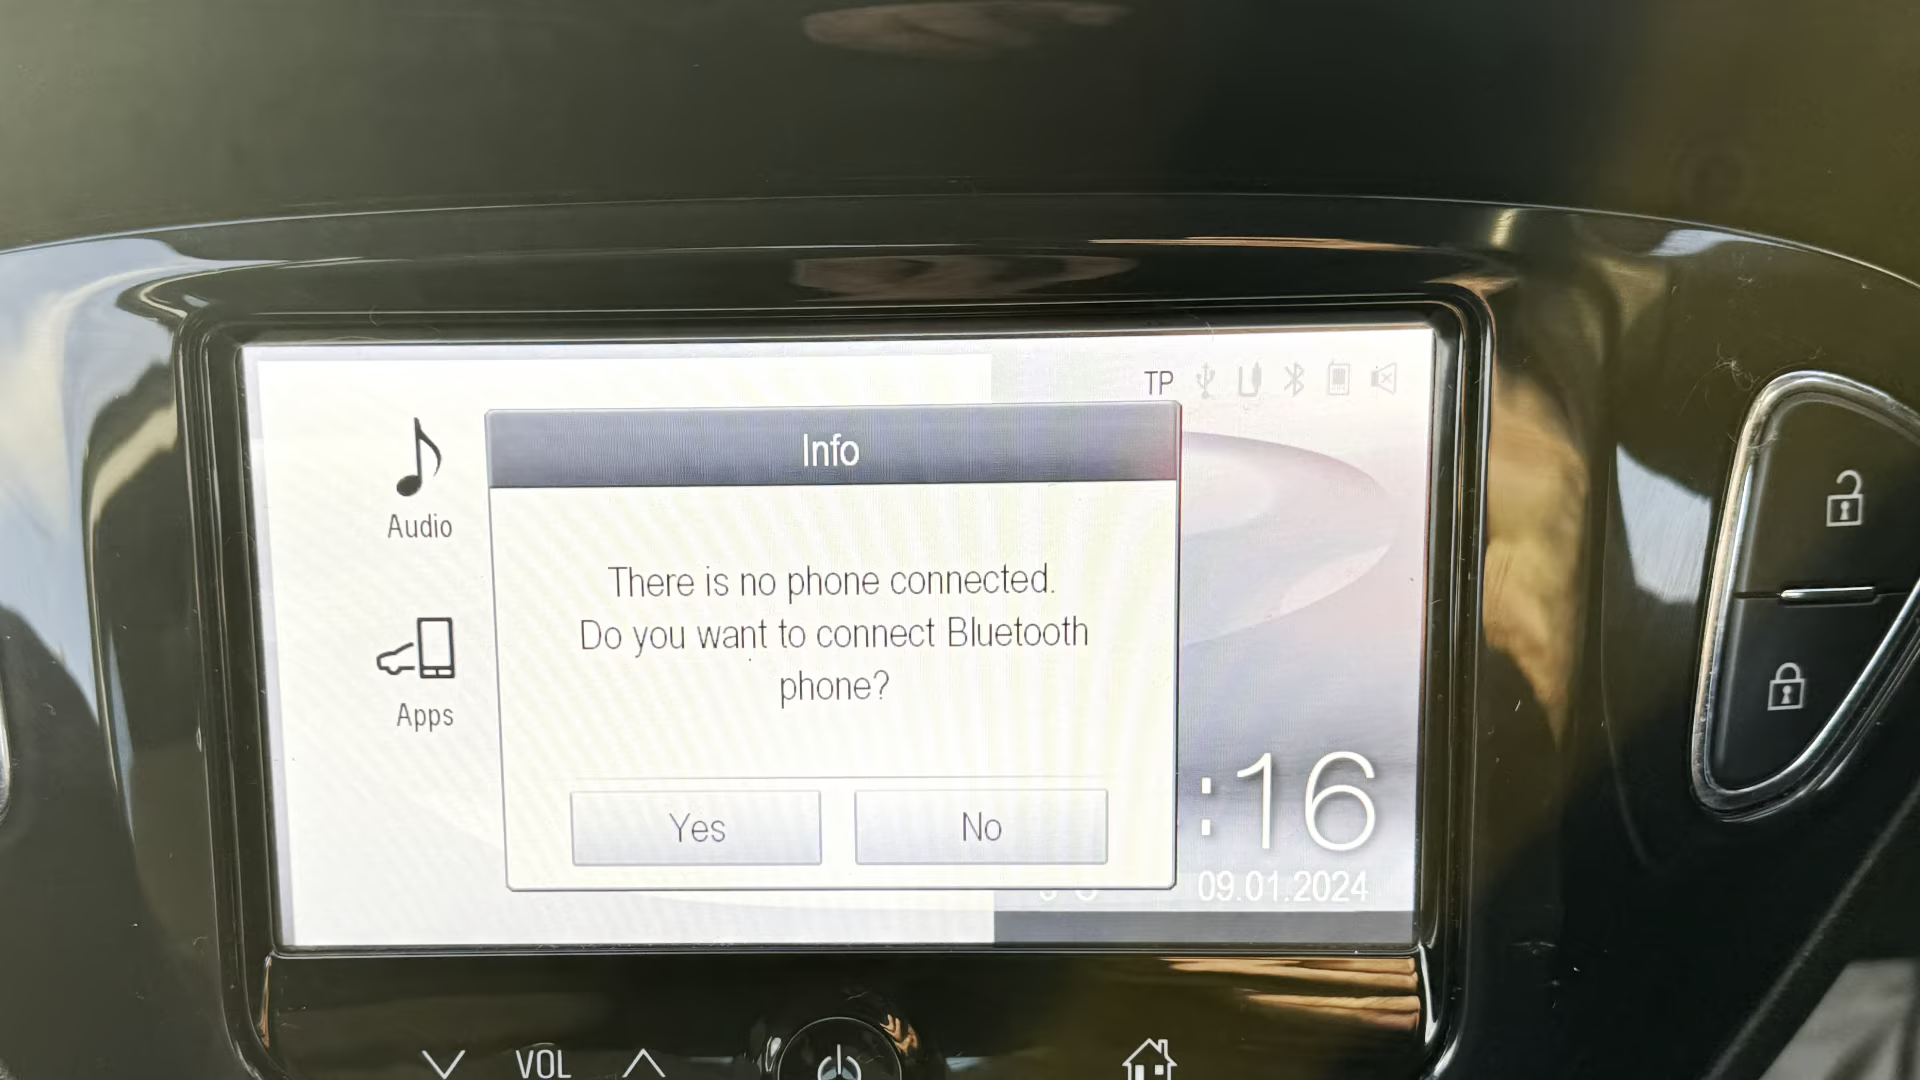 TP
Info
Audio
There is no phone connected.
Do you want to connect Bluetooth
phone?
Apps
Yes
No
:16
09.01.2024
VOL